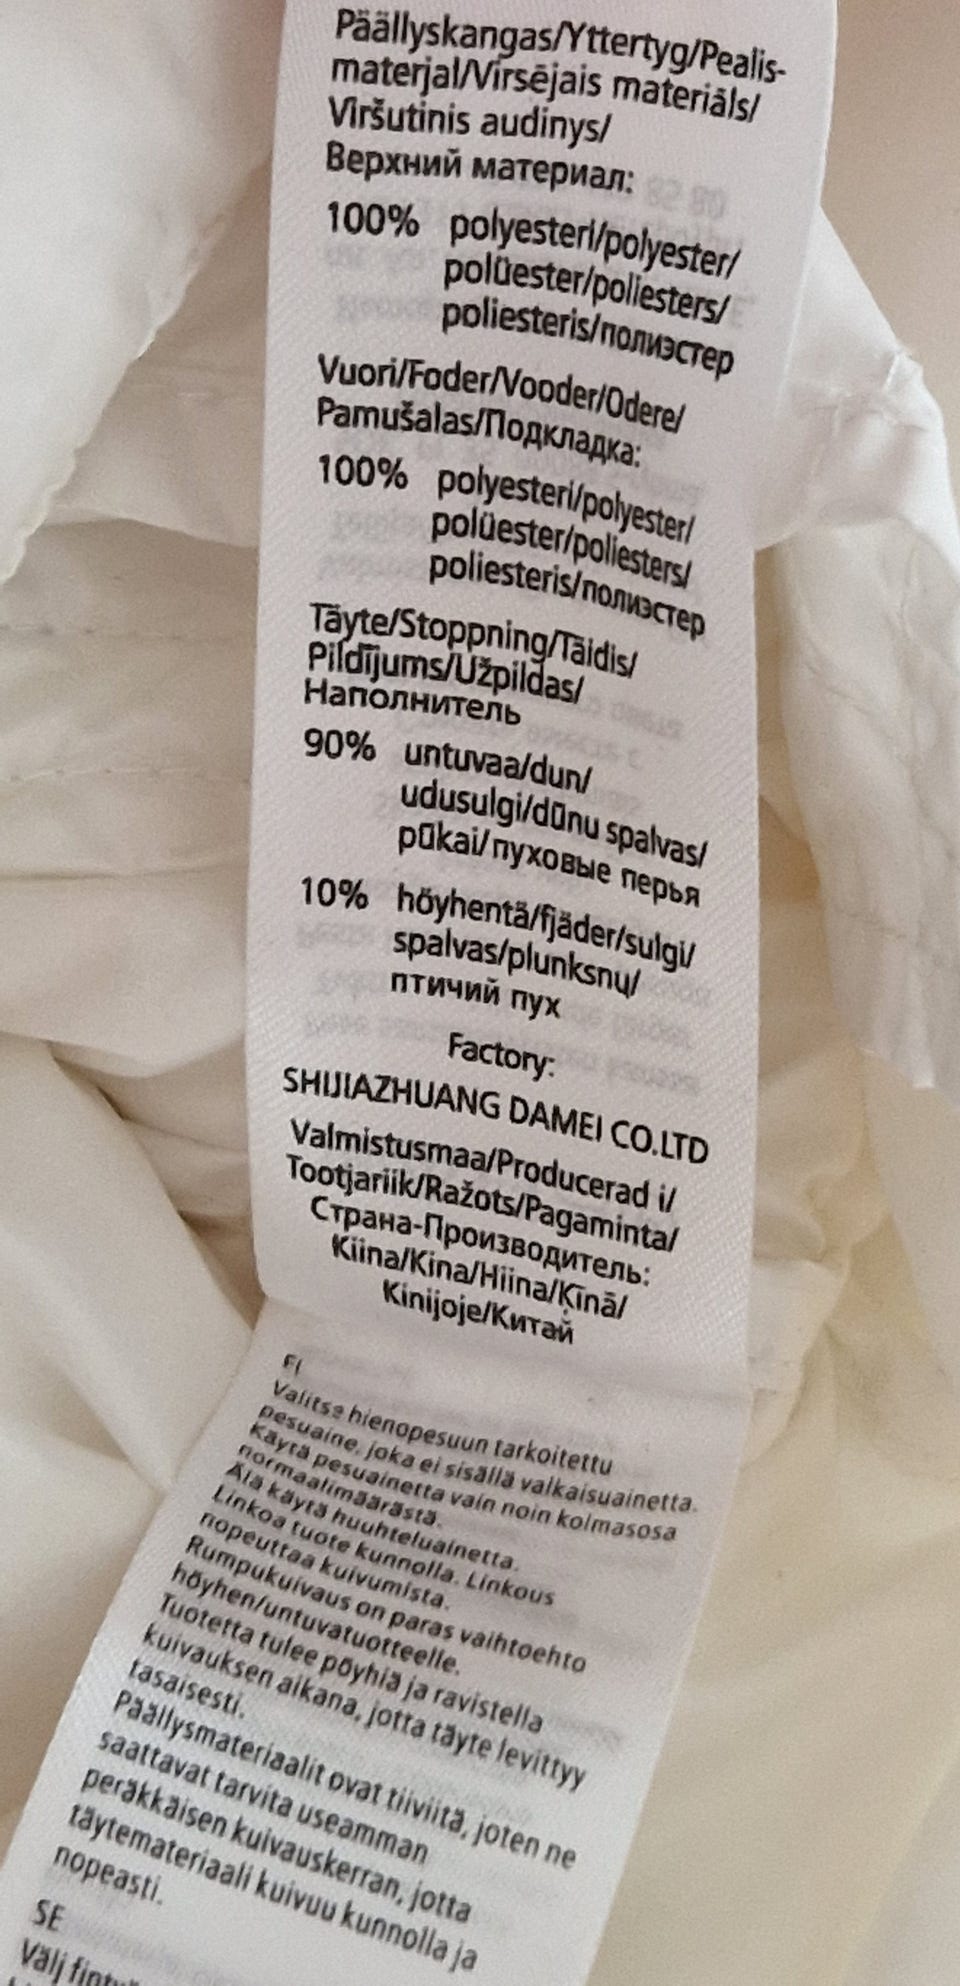 Päällyskangas/Yttertyg/Pealis-
materjal/Virsējais materiāls/
Viršutinis audinys/
Верхний материал:
100% polyesteri/polyester/
polüester/poliesters/
poliesteris/полиэстер
Vuori/Foder/Vooder/Odere/
Pamušalas/Подкладка:
100% polyesteri/polyester/
polüester/poliesters/
poliesteris/полиэстер
Täyte/Stoppning/Täidis/
Pildījums/Užpildas/
Наполнитель
90% untuvaa/dun/
udusulgi/dūnu spalvas/
pūkai/пуховые перья
10% höyhentä/fjäder/sulgi/
spalvas/plunksnų/
птичий пух
Factory:
SHIJIAZHUANG DAMEI CO.LTD
Valmistusmaa/Producerad i/
Tootjariik/Ražots/Pagaminta/
Страна-Производитель:
Kiina/Kina/Hiina/Ķīnā/
Kinijoje/Китай
FI
Valitse hienopesuun tarkoitettu
pesuaine, joka ei sisällä valkaisuainetta.
Käytä pesuainetta vain noin kolmasosa
normaalimäärästä.
Älä käytä huuhteluainetta.
Linkoa tuote kunnolla. Linkous
nopeuttaa kuivumista.
Rumpukuivaus on paras vaihtoehto
höyhen/untuvatuotteelle.
Tuotetta tulee pöyhiä ja ravistella
kuivauksen aikana, jotta täyte levittyy
tasaisesti.
Päällysmateriaalit ovat tiiviitä, joten ne
saattavat tarvita useamman
peräkkäisen kuivauskerran, jotta
täytemateriaali kuivuu kunnolla ja
nopeasti.
SE
Välj